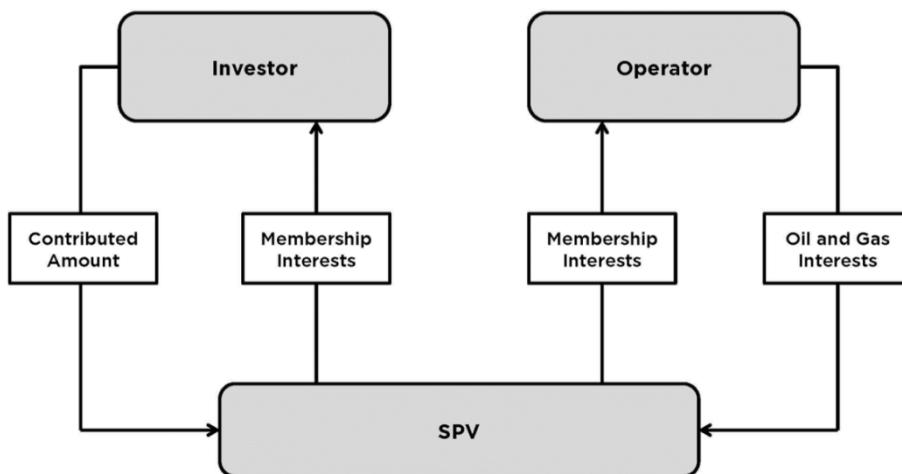 Investor
Operator
Contributed
Amount
Membership
Interests
Membership
Interests
Oil and Gas
Interests
SPV